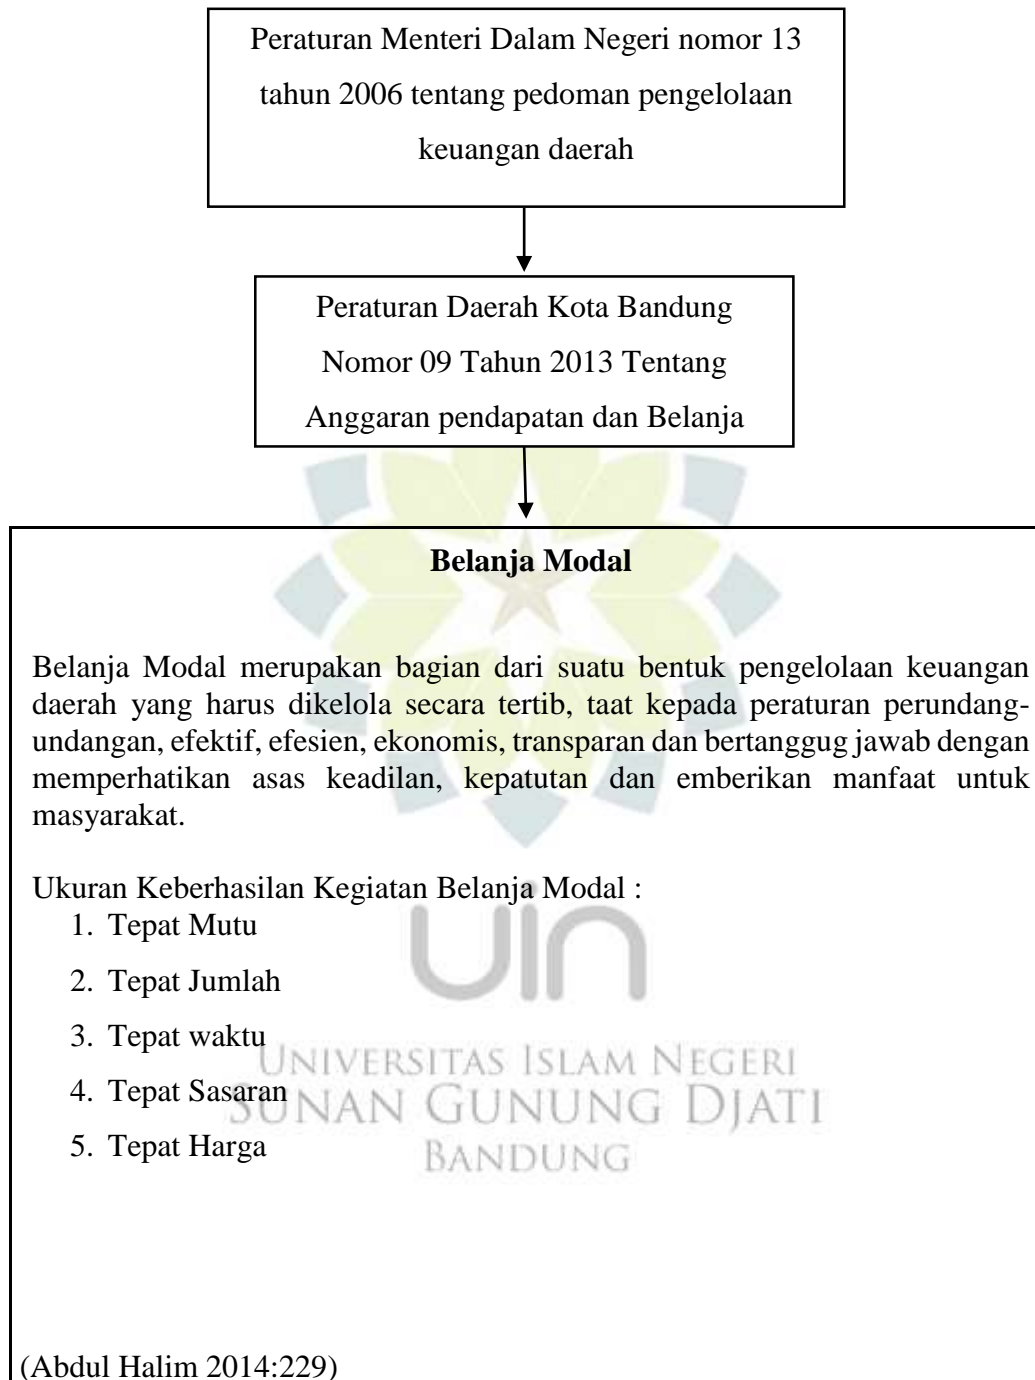 Peraturan Menteri Dalam Negeri nomor 13
tahun 2006 tentang pedoman pengelolaan
keuangan daerah
Peraturan Daerah Kota Bandung
Nomor 09 Tahun 2013 Tentang
Anggaran pendapatan dan Belanja
Belanja Modal
Belanja Modal merupakan bagian dari suatu bentuk pengelolaan keuangan
daerah yang harus dikelola secara tertib, taat kepada peraturan perundang-
undangan, efektif, efesien, ekonomis, transparan dan bertanggug jawab dengan
memperhatikan asas keadilan, kepatutan dan emberikan manfaat untuk
masyarakat.
Ukuran Keberhasilan Kegiatan Belanja Modal :
1. Tepat Mutu
2. Tepat Jumlah
3. Tepat waktu
4. Tepat Sasaran
5. Tepat Harga
uin
UNIVERSITAS ISLAM NEGERI
SUNAN GUNUNG DJATI
BANDUNG
(Abdul Halim 2014:229)